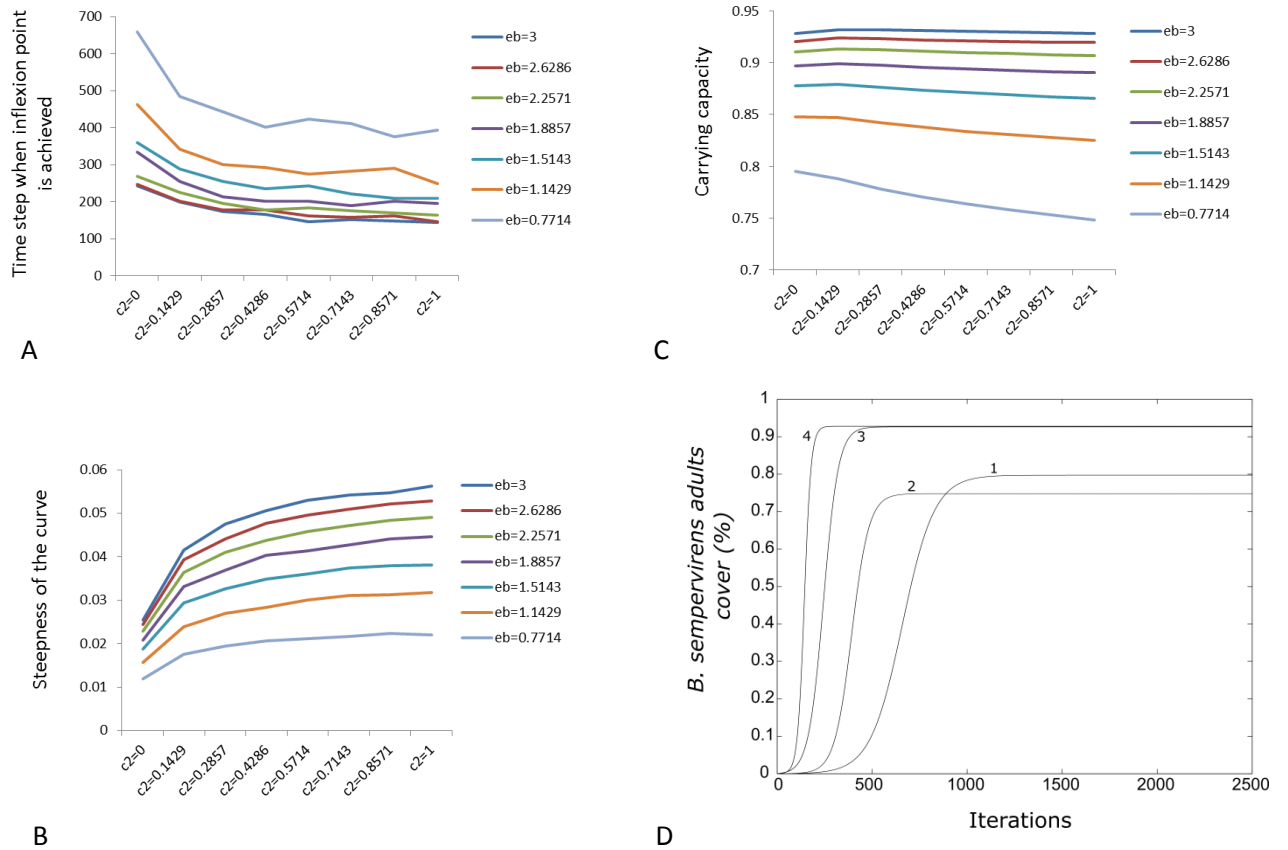 Time step when inflexion point
is achieved
700
600
500
400
300
200
100
0
c2=0
c2=0.1429
c2=0.2857
c2=0.4286
c2=0.5714
c2=0.7143
c2=0.8571
c2=1
eb=3
eb=2.6286
eb=2.2571
eb=1.8857
eb=1.5143
eb=1.1429
eb=0.7714
A
Carrying capacity
0.95
0.9
0.85
0.8
0.75
0.7
c2=0
c2=0.1429
c2=0.2857
c2=0.4286
c2=0.5714
c2=0.7143
c2=0.8571
c2=1
eb=3
eb=2.6286
eb=2.2571
eb=1.8857
eb=1.5143
eb=1.1429
eb=0.7714
C
Steepness of the curve
0.06
0.05
0.04
0.03
0.02
0.01
0
c2=0
c2=0.1429
c2=0.2857
c2=0.4286
c2=0.5714
c2=0.7143
c2=0.8571
c2=1
eb=3
eb=2.6286
eb=2.2571
eb=1.8857
eb=1.5143
eb=1.1429
eb=0.7714
B
B. sempervirens adults
cover (%)
1
0.9
0.8
0.7
0.6
0.5
0.4
0.3
0.2
0.1
0
4
3
2
1
0
500
1000
1500
2000
2500
Iterations
D